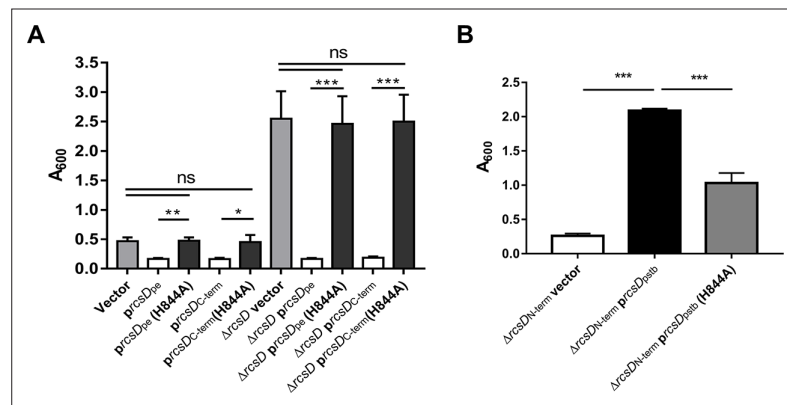 A
B
ns
ns
*** ***
** *
*** ***
3.5
3.0
2.5
2.0
1.5
1.0
0.5
0.0
A600
Vector
prcsDpe
prcsDpe (H844A)
prcsDC-term
prcsDC-term(H844A)
ΔrcsD vector
ΔrcsD prcsDpe
ΔrcsD prcsDpe (H844A)
ΔrcsD prcsDC-term
ΔrcsD prcsDC-term(H844A)
2.5
2.0
1.5
1.0
0.5
0.0
A600
ΔrcsDN-term vector
ΔrcsDN-term prcsDpstb
ΔrcsDN-term prcsDpstb (H844A)